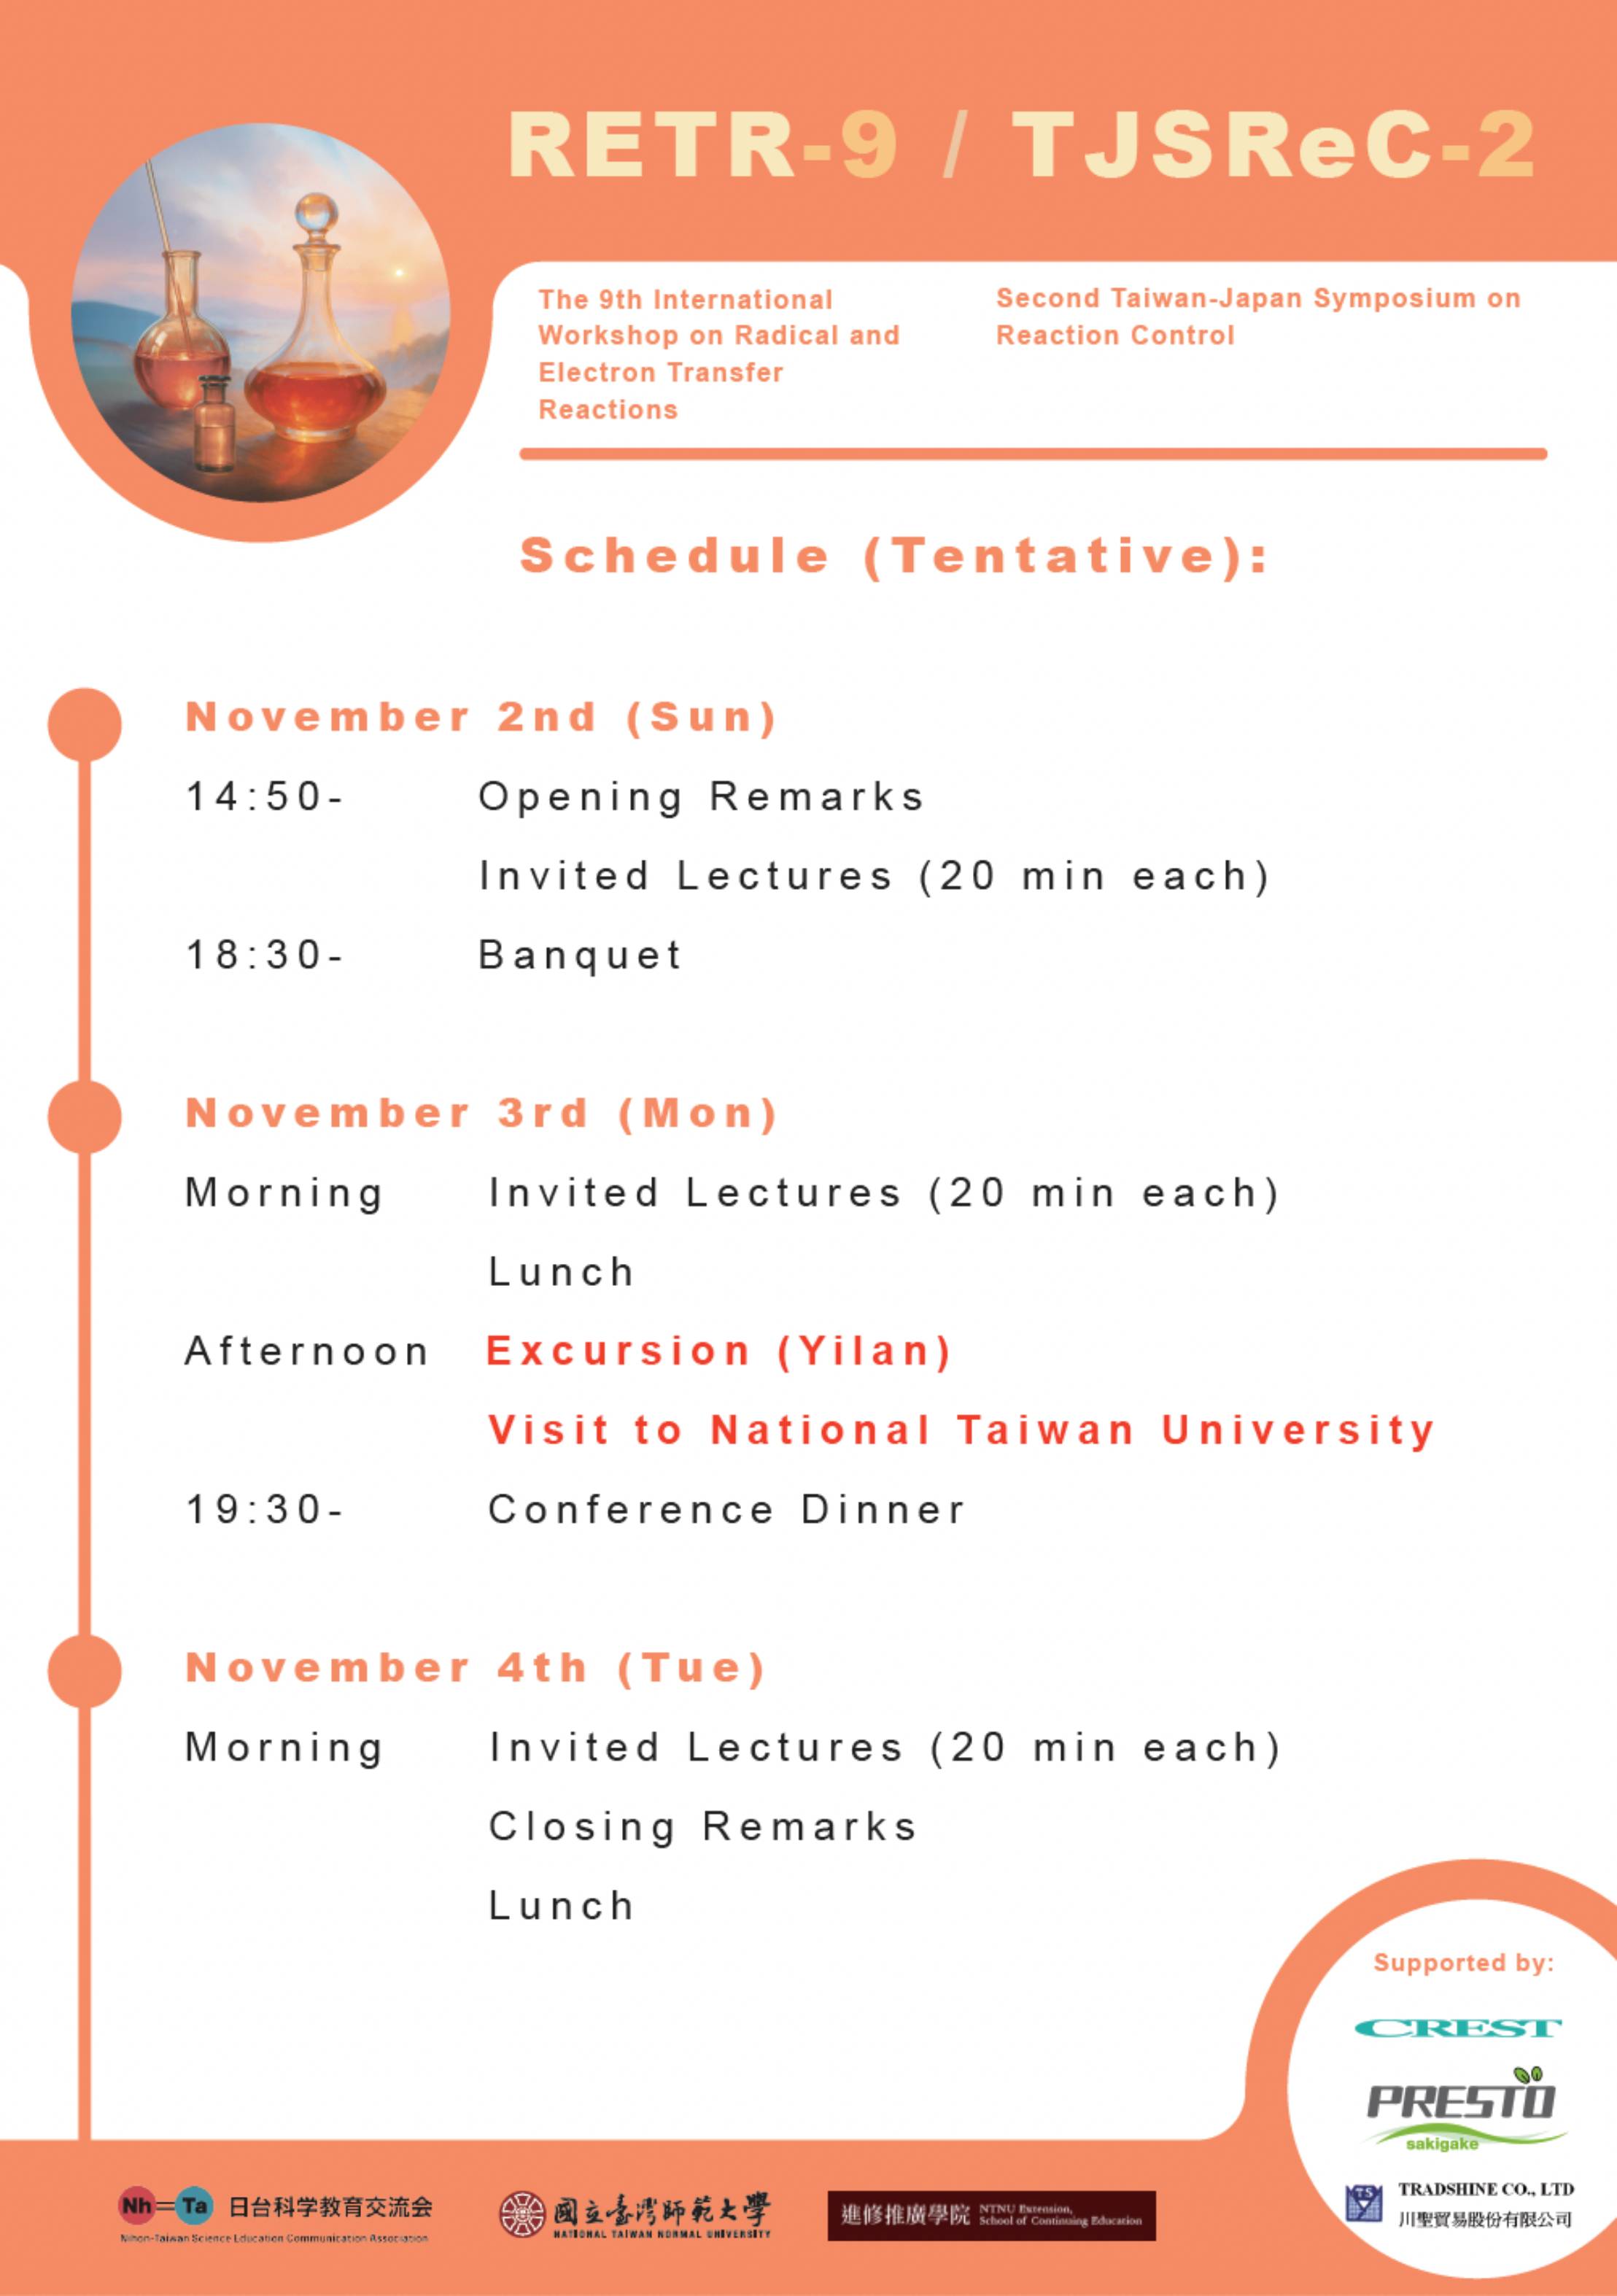 RETR-9 / TJSReC-2
The 9th International
Workshop on Radical and
Electron Transfer
Reactions
Second Taiwan-Japan Symposium on
Reaction Control
Schedule (Tentative):
November 2nd (Sun)
14:50- Opening Remarks
Invited Lectures (20 min each)
18:30- Banquet
November 3rd (Mon)
Morning Invited Lectures (20 min each)
Lunch
Afternoon Excursion (Yilan)
Visit to National Taiwan University
19:30- Conference Dinner
November 4th (Tue)
Morning Invited Lectures (20 min each)
Closing Remarks
Lunch
Supported by:
CREST
PRESTO
sakigake
TS
TRADSHINE CO., LTD
川聖貿易股份有限公司
Nh=Ta 日台科学教育交流会
Nihon-Taiwan Science Education Communication Association
國立臺灣師範大學
NATIONAL TAIWAN NORMAL UNIVERSITY
進修推廣學院
NTNU Extension,
School of Continuing Education